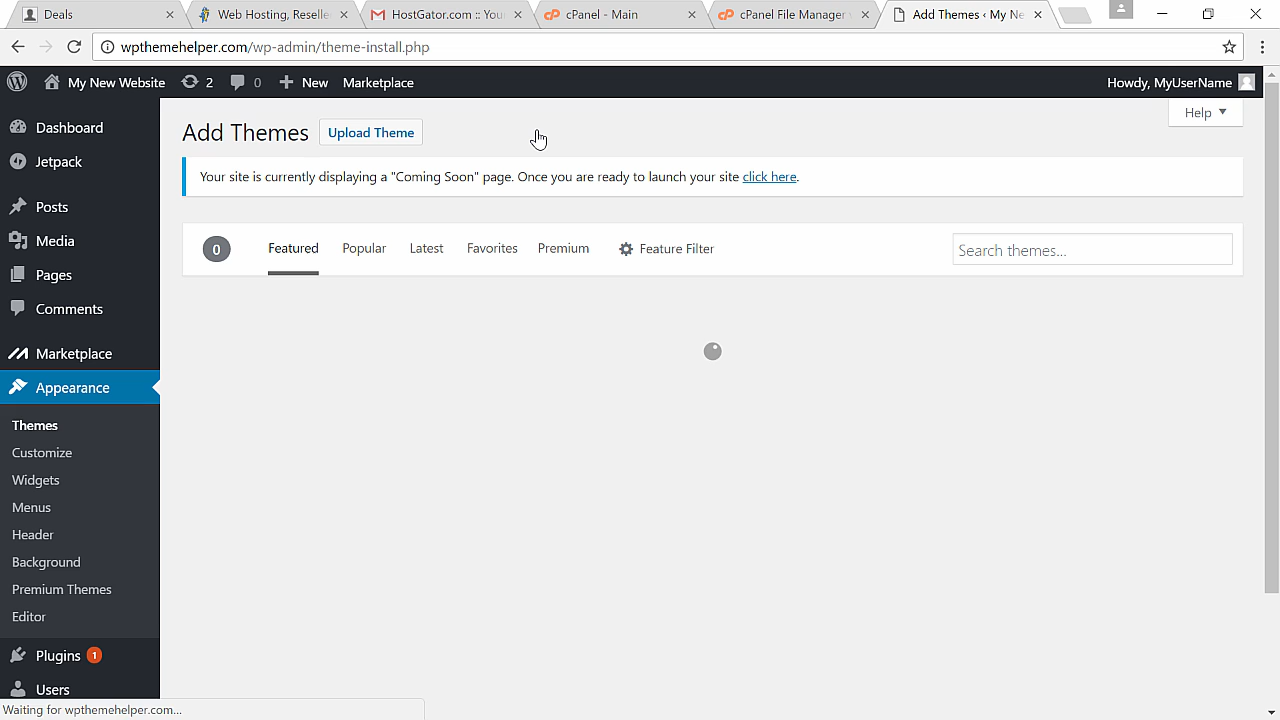 Deals
Web Hosting, Reselle
HostGator.com :: Your
cPanel - Main
cPanel File Manager
Add Themes ‹ My Ne
wpthemehelper.com/wp-admin/theme-install.php
My New Website
2
0
New
Marketplace
Howdy, MyUserName
Dashboard
Jetpack
Posts
Media
Pages
Comments
Marketplace
Appearance
Themes
Customize
Widgets
Menus
Header
Background
Premium Themes
Editor
Plugins 1
Users
Add Themes
Upload Theme
Help
Your site is currently displaying a "Coming Soon" page. Once you are ready to launch your site click here.
0
Featured
Popular
Latest
Favorites
Premium
Feature Filter
Search themes...
Waiting for wpthemehelper.com...